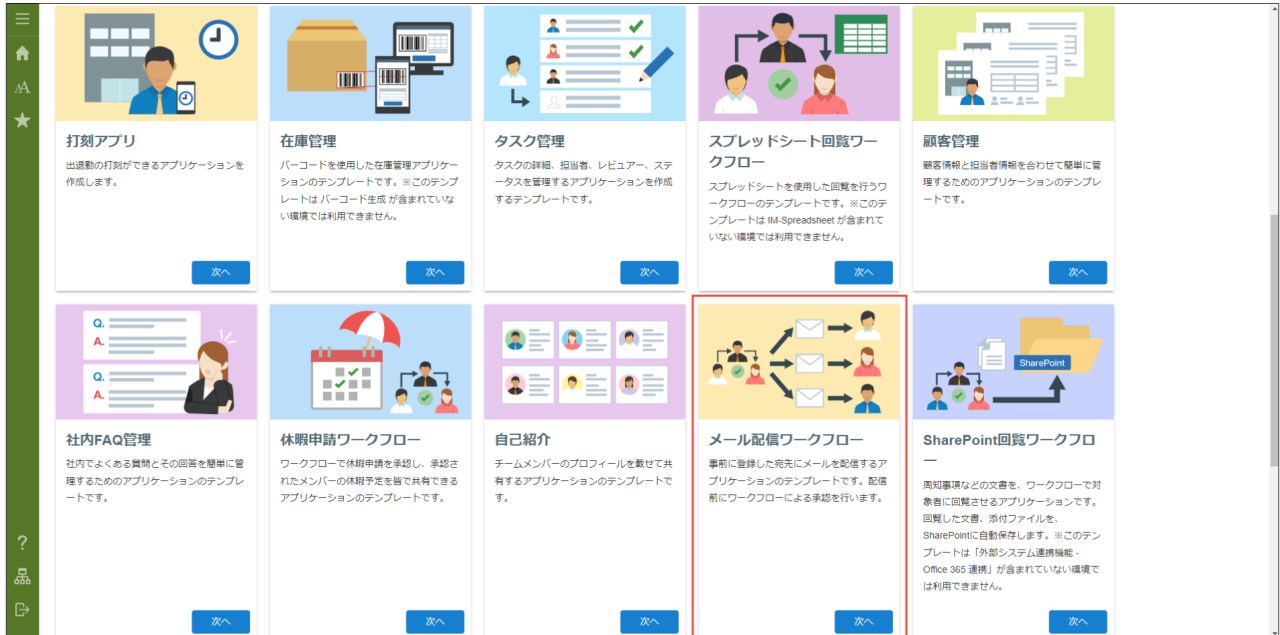 打刻アプリ
出退勤の打刻ができるアプリケーションを
作成します。
次へ
在庫管理
バーコードを使用した在庫管理アプリケー
ションのテンプレートです。※このテンプ
レートは バーコード生成 が含まれていな
い環境では利用できません。
次へ
タスク管理
タスクの詳細、担当者、レビュアー、ステ
ータスを管理するアプリケーションを作成
するテンプレートです。
次へ
スプレッドシート回覧ワー
クフロー
スプレッドシートを使用した回覧を行うワ
ークフローのテンプレートです。※このテ
ンプレートは IM-Spreadsheet が含まれて
いない環境では利用できません。
次へ
顧客管理
顧客情報と担当者情報を合わせて簡単に管
理するためのアプリケーションのテンプレ
ートです。
次へ
Q.
A.
Q.
A.
社内FAQ管理
社内でよくある質問とその回答を簡単に管
理するためのアプリケーションのテンプレ
ートです。
次へ
休暇申請ワークフロー
ワークフローで休暇申請を承認し、承認さ
れたメンバーの休暇予定を皆で共有できる
アプリケーションのテンプレートです。
次へ
自己紹介
チームメンバーのプロフィールを載せて共
有するアプリケーションのテンプレートで
す。
次へ
メール配信ワークフロー
事前に登録した宛先にメールを配信するア
プリケーションのテンプレートです。配信
前にワークフローによる承認を行います。
次へ
SharePoint
SharePoint回覧ワークフロ
ー
周知事項などの文書を、ワークフローで対
象者に回覧させるアプリケーションです。
回覧した文書、添付ファイルを、
SharePointに自動保存します。※このテン
プレートは「外部システム連携機能 -
Office 365 連携」が含まれていない環境で
は利用できません。
次へ